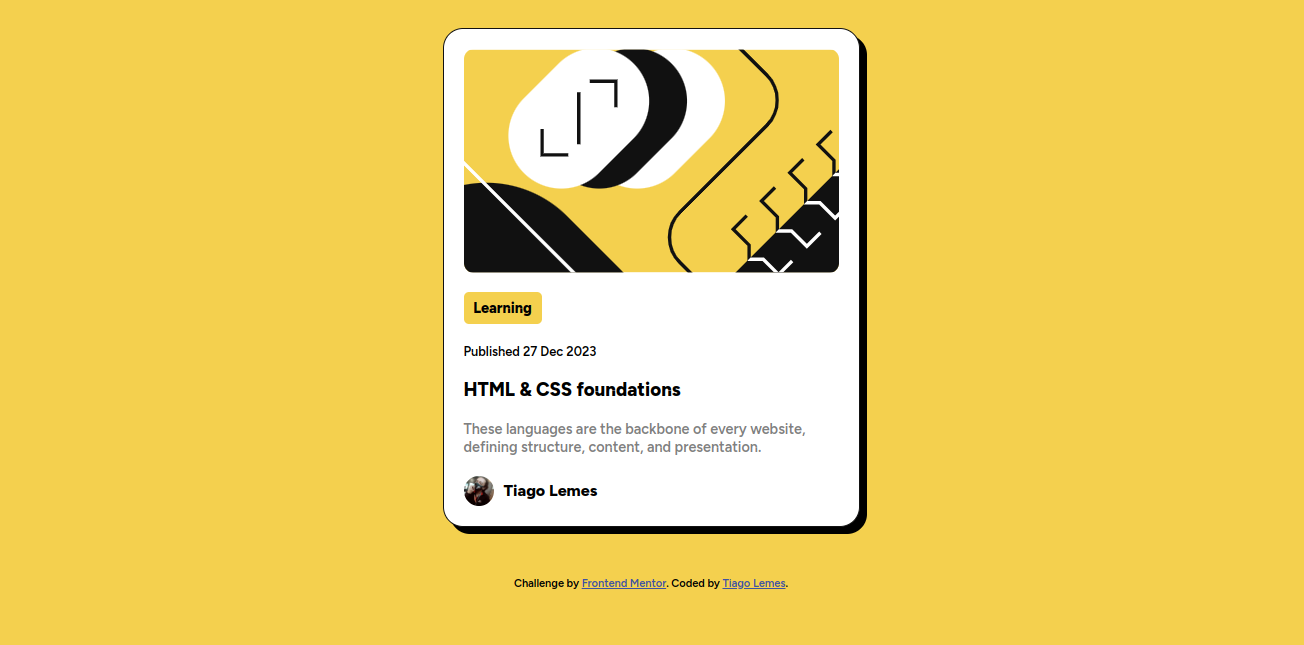 Learning
Published 27 Dec 2023
HTML & CSS foundations
These languages are the backbone of every website,
defining structure, content, and presentation.
Tiago Lemes
Challenge by Frontend Mentor. Coded by Tiago Lemes.